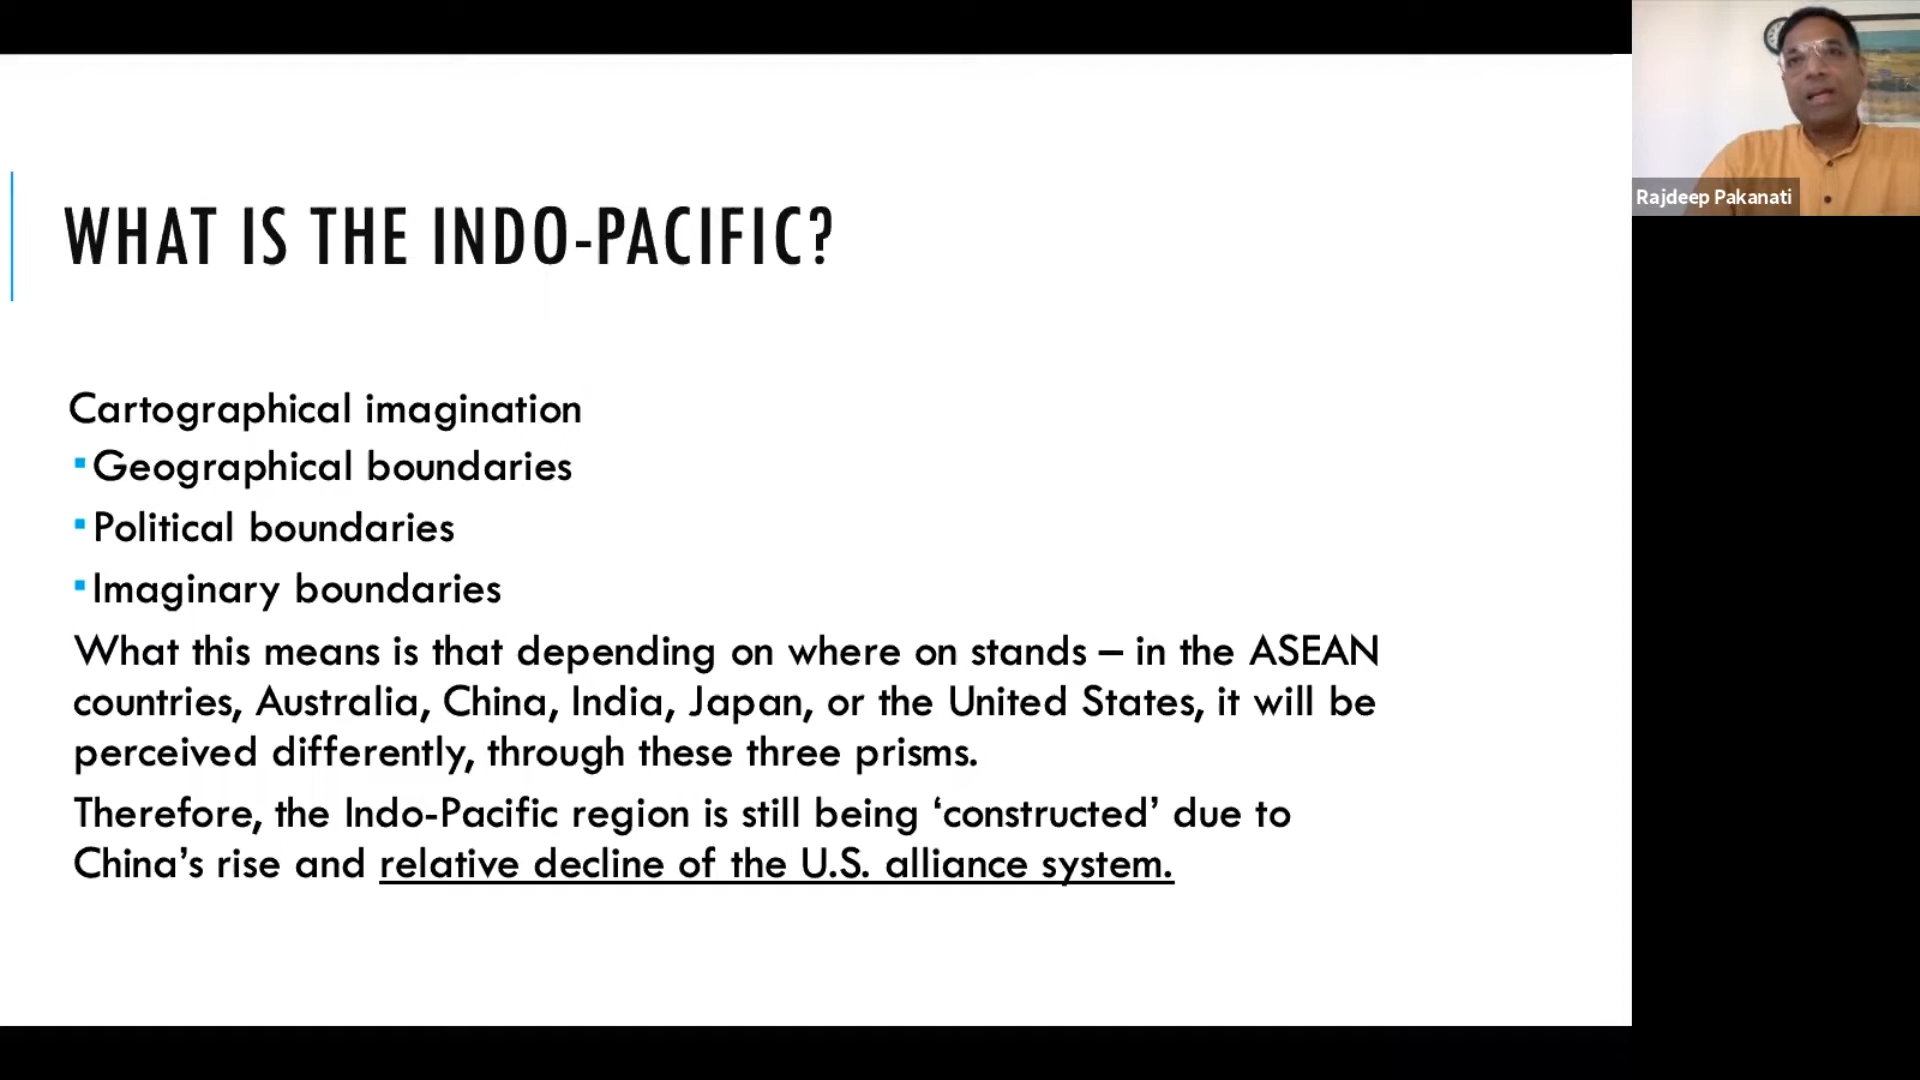 WHAT IS THE INDO-PACIFIC?
Cartographical imagination
▪Geographical boundaries
▪Political boundaries
▪Imaginary boundaries
What this means is that depending on where on stands – in the ASEAN
countries, Australia, China, India, Japan, or the United States, it will be
perceived differently, through these three prisms.
Therefore, the Indo-Pacific region is still being ‘constructed’ due to
China’s rise and relative decline of the U.S. alliance system.
Rajdeep Pakanati